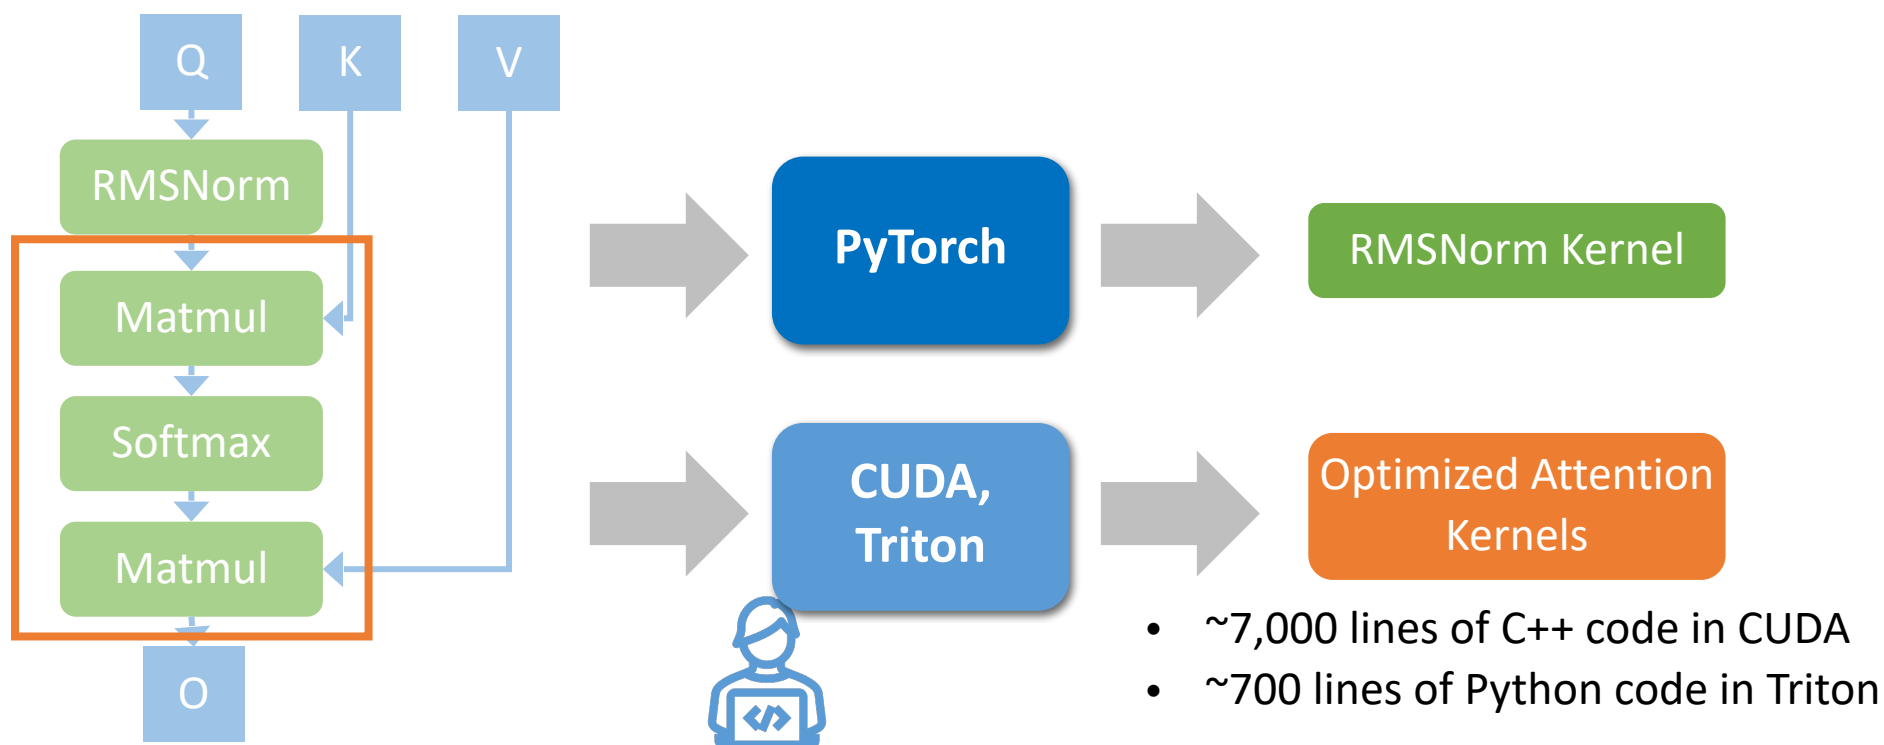 Q
K
V
RMSNorm
Matmul
Softmax
Matmul
O
PyTorch
RMSNorm Kernel
CUDA,
Triton
Optimized Attention
Kernels
• ~7,000 lines of C++ code in CUDA
• ~700 lines of Python code in Triton